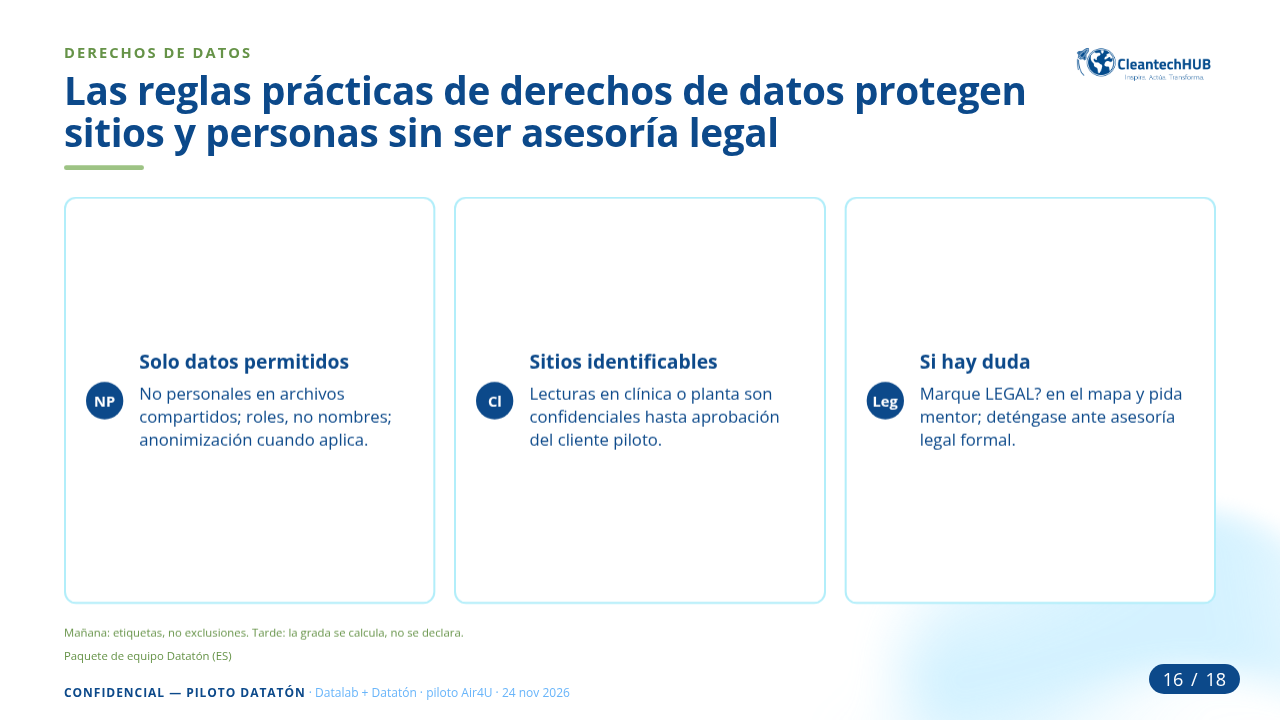 DERECHOS DE DATOS
Las reglas prácticas de derechos de datos protegen
sitios y personas sin ser asesoría legal
CleantechHUB
Inspira. Actúa. Transforma.
NP
Solo datos permitidos
No personales en archivos
compartidos; roles, no nombres;
anonimización cuando aplica.
Cl
Sitios identificables
Lecturas en clínica o planta son
confidenciales hasta aprobación
del cliente piloto.
Leg
Si hay duda
Marque LEGAL? en el mapa y pida
mentor; deténgase ante asesoría
legal formal.
Mañana: etiquetas, no exclusiones. Tarde: la grada se calcula, no se declara.
Paquete de equipo Datatón (ES)
CONFIDENCIAL — PILOTO DATATÓN · Datalab + Datatón · piloto Air4U · 24 nov 2026
16 / 18